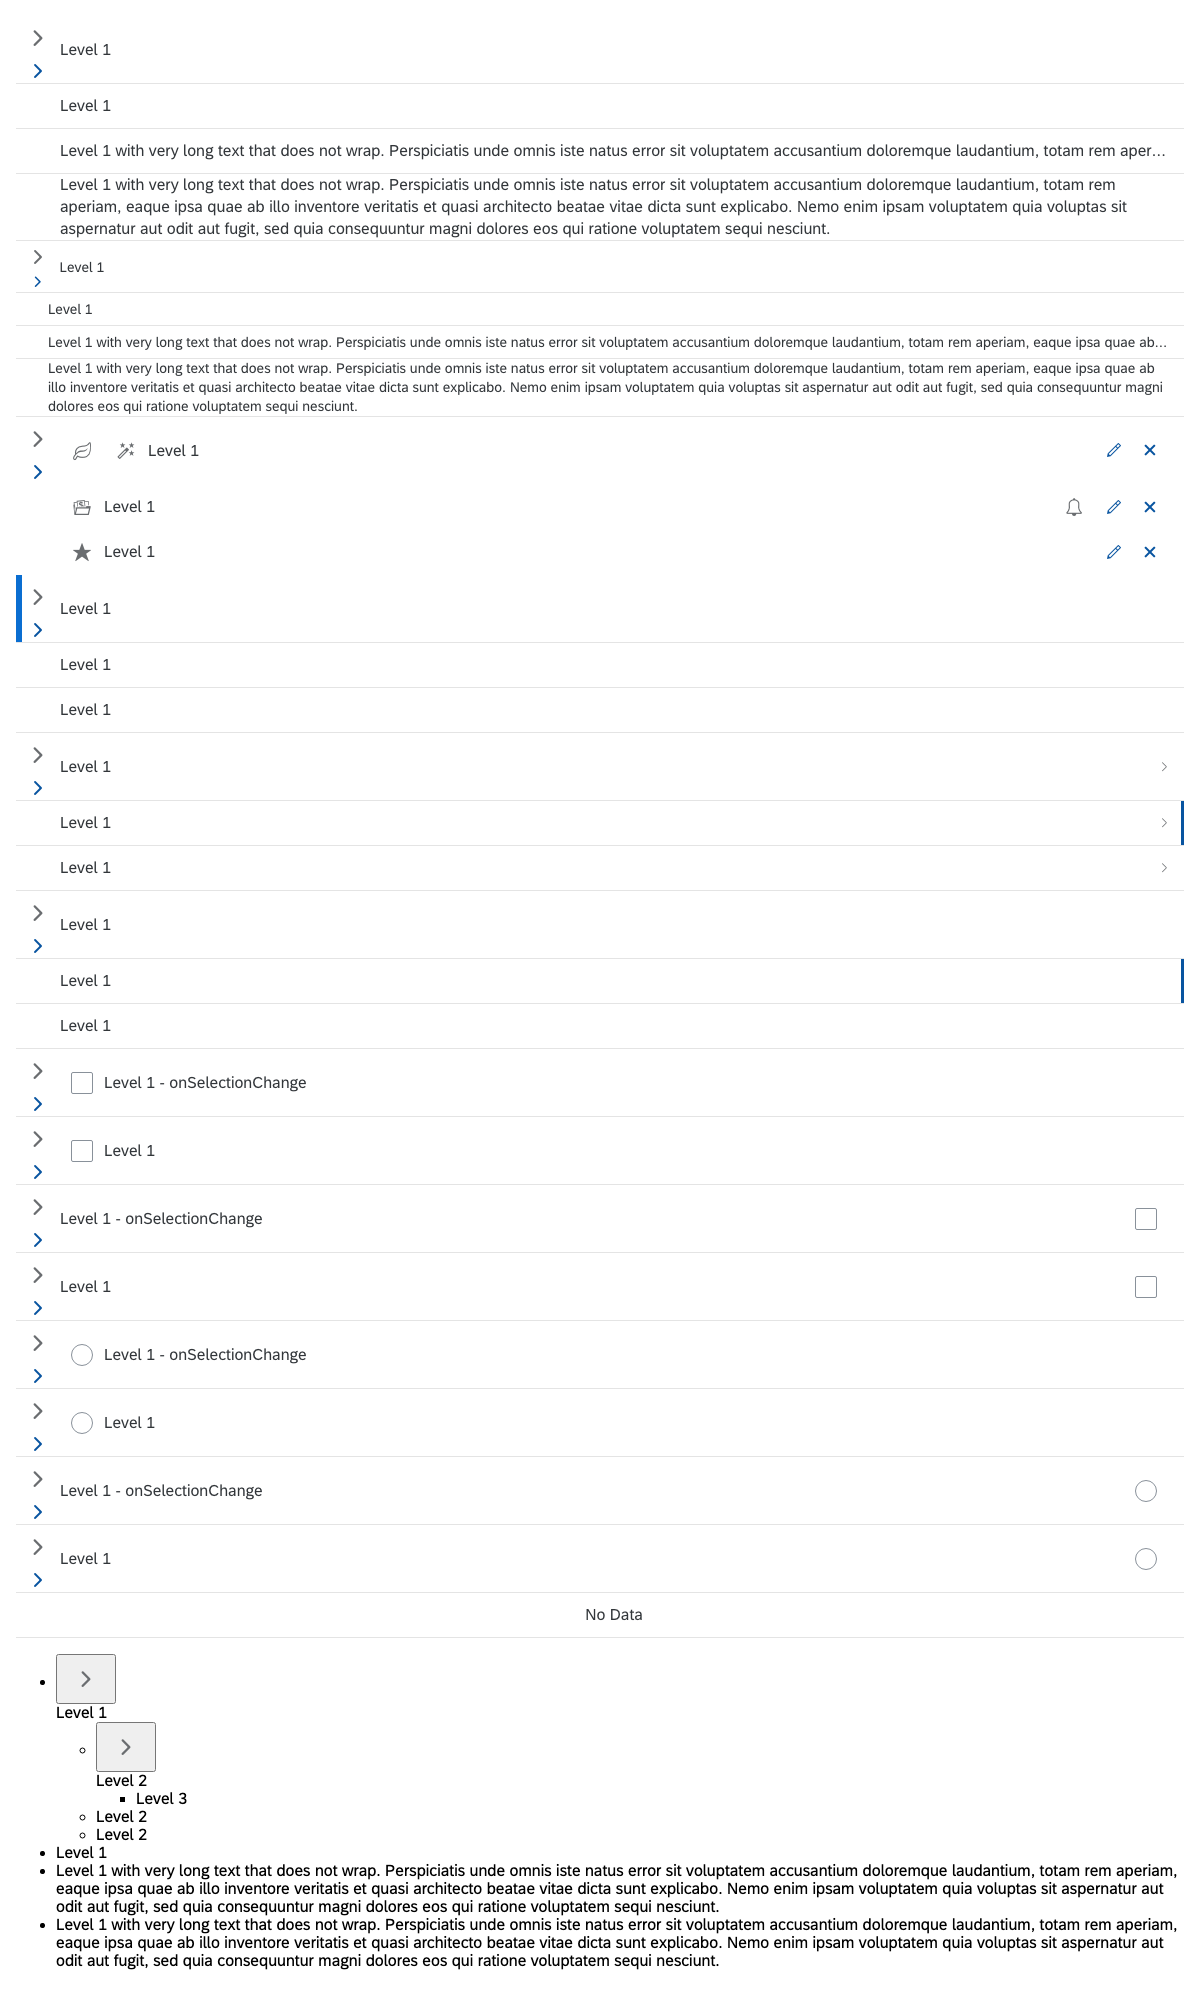 Level 1
Level 1
Level 1 with very long text that does not wrap. Perspiciatis unde omnis iste natus error sit voluptatem accusantium doloremque laudantium, totam rem aper...
Level 1 with very long text that does not wrap. Perspiciatis unde omnis iste natus error sit voluptatem accusantium doloremque laudantium, totam rem
aperiam, eaque ipsa quae ab illo inventore veritatis et quasi architecto beatae vitae dicta sunt explicabo. Nemo enim ipsam voluptatem quia voluptas sit
aspernatur aut odit aut fugit, sed quia consequuntur magni dolores eos qui ratione voluptatem sequi nesciunt.
Level 1
Level 1
Level 1 with very long text that does not wrap. Perspiciatis unde omnis iste natus error sit voluptatem accusantium doloremque laudantium, totam rem aperiam, eaque ipsa quae ab...
Level 1 with very long text that does not wrap. Perspiciatis unde omnis iste natus error sit voluptatem accusantium doloremque laudantium, totam rem aperiam, eaque ipsa quae ab
illo inventore veritatis et quasi architecto beatae vitae dicta sunt explicabo. Nemo enim ipsam voluptatem quia voluptas sit aspernatur aut odit aut fugit, sed quia consequuntur magni
dolores eos qui ratione voluptatem sequi nesciunt.
Level 1
Level 1
Level 1
Level 1
Level 1
Level 1
Level 1
Level 1
Level 1
Level 1
Level 1
Level 1
Level 1 - onSelectionChange
Level 1
Level 1 - onSelectionChange
Level 1
Level 1 - onSelectionChange
Level 1
Level 1 - onSelectionChange
Level 1
No Data
Level 1
Level 2
Level 3
Level 2
Level 2
Level 1
Level 1 with very long text that does not wrap. Perspiciatis unde omnis iste natus error sit voluptatem accusantium doloremque laudantium, totam rem aperiam,
eaque ipsa quae ab illo inventore veritatis et quasi architecto beatae vitae dicta sunt explicabo. Nemo enim ipsam voluptatem quia voluptas sit aspernatur aut
odit aut fugit, sed quia consequuntur magni dolores eos qui ratione voluptatem sequi nesciunt.
Level 1 with very long text that does not wrap. Perspiciatis unde omnis iste natus error sit voluptatem accusantium doloremque laudantium, totam rem aperiam,
eaque ipsa quae ab illo inventore veritatis et quasi architecto beatae vitae dicta sunt explicabo. Nemo enim ipsam voluptatem quia voluptas sit aspernatur aut
odit aut fugit, sed quia consequuntur magni dolores eos qui ratione voluptatem sequi nesciunt.